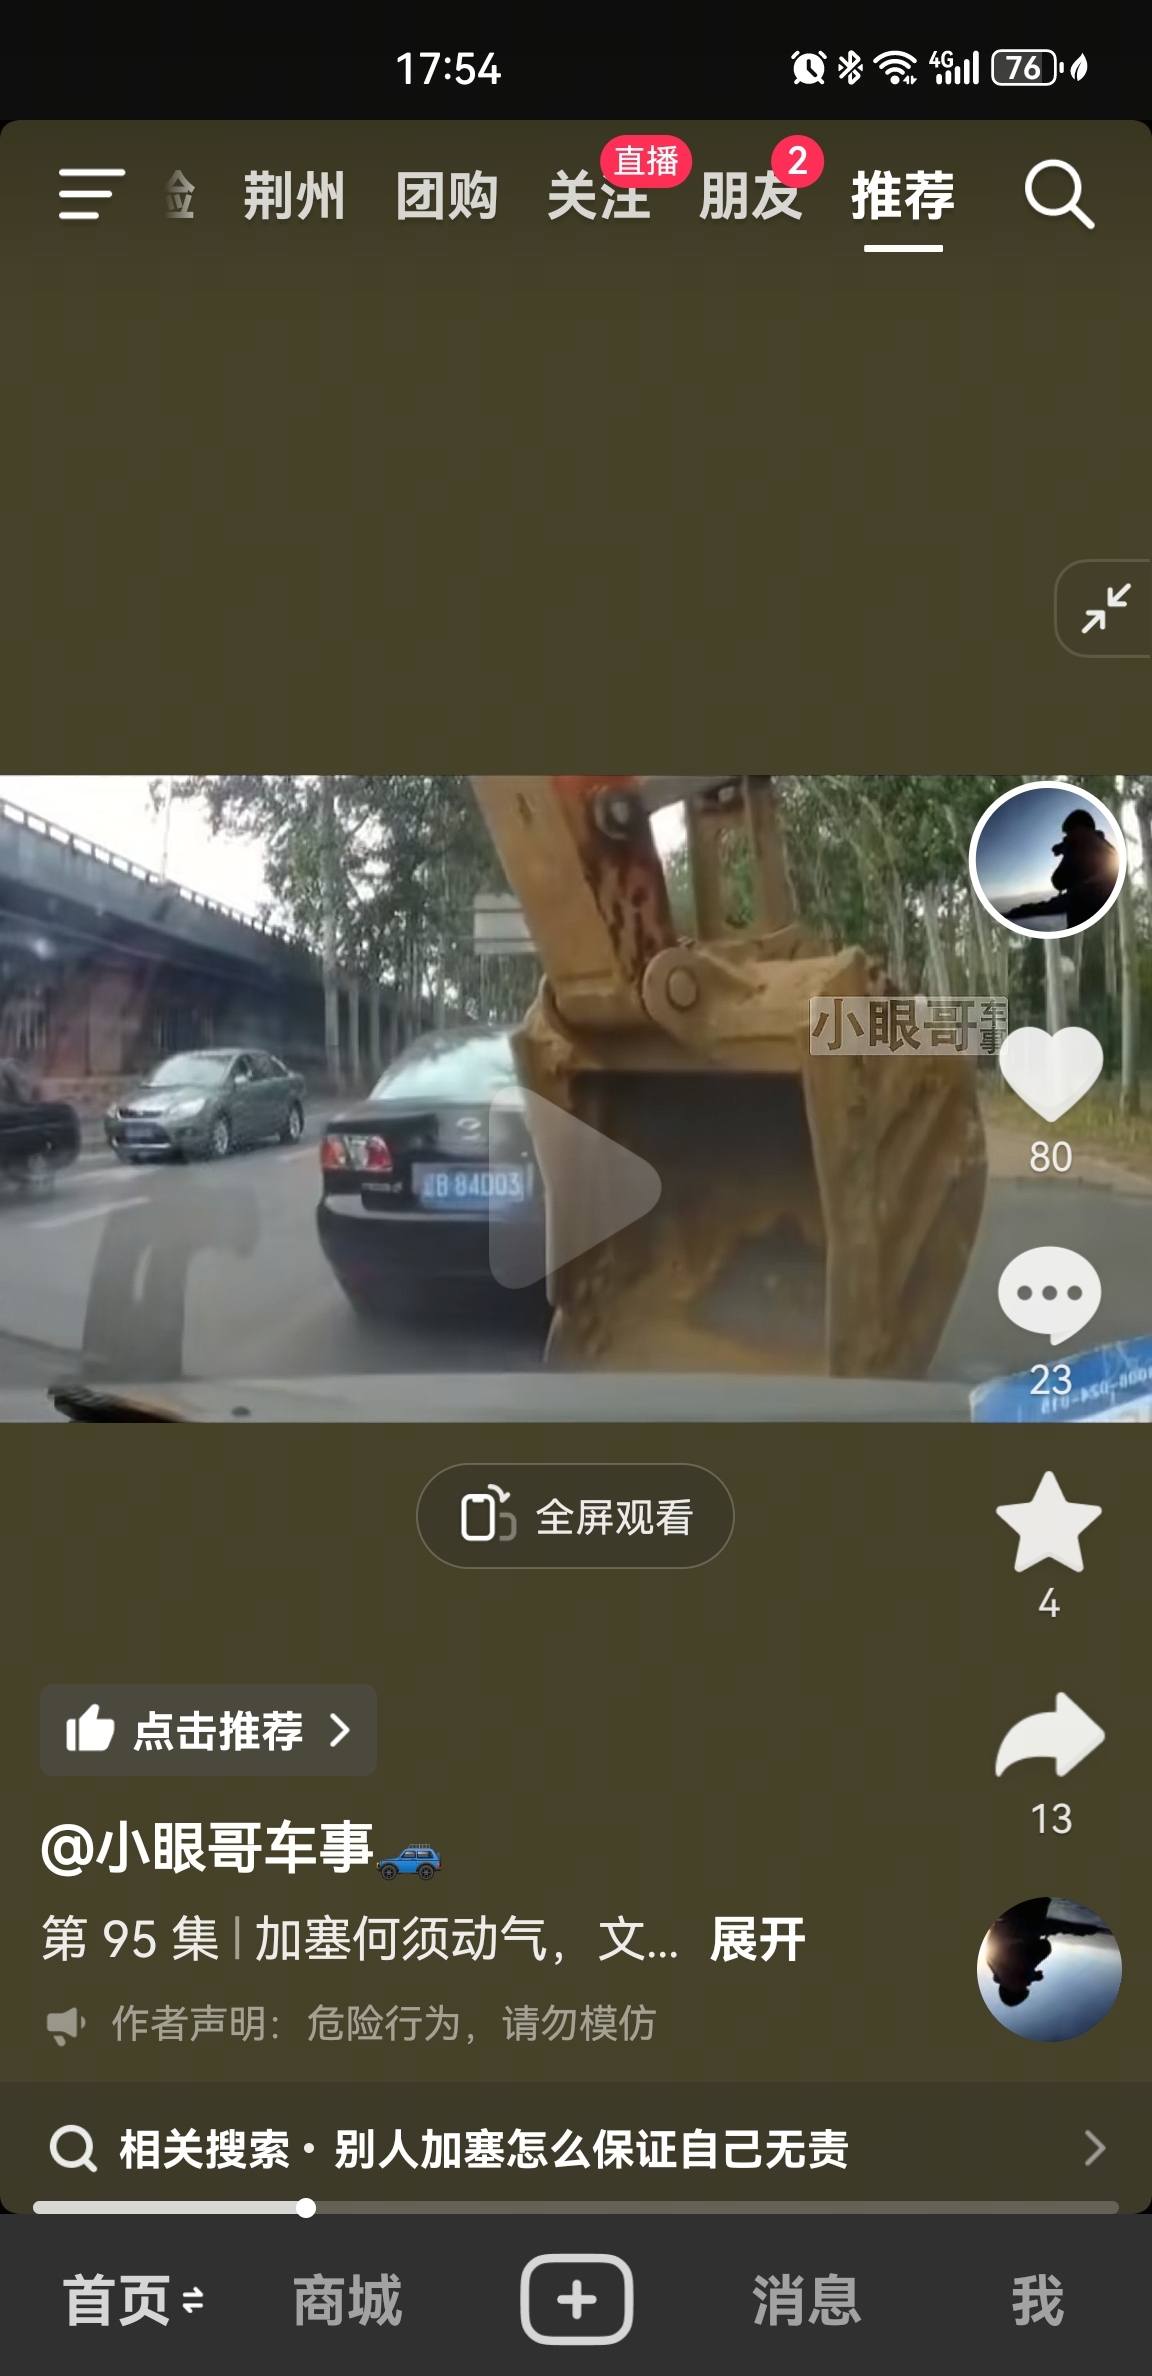 17:54
4G
76
荆州
团购
关注
直播
朋友
2
推荐
小眼哥车事
B 84D03
80
23
全屏观看
4
点击推荐
13
@小眼哥车事
第 95 集 | 加塞何须动气，文... 展开
作者声明：危险行为，请勿模仿
相关搜索 · 别人加塞怎么保证自己无责
首页
商城
消息
我